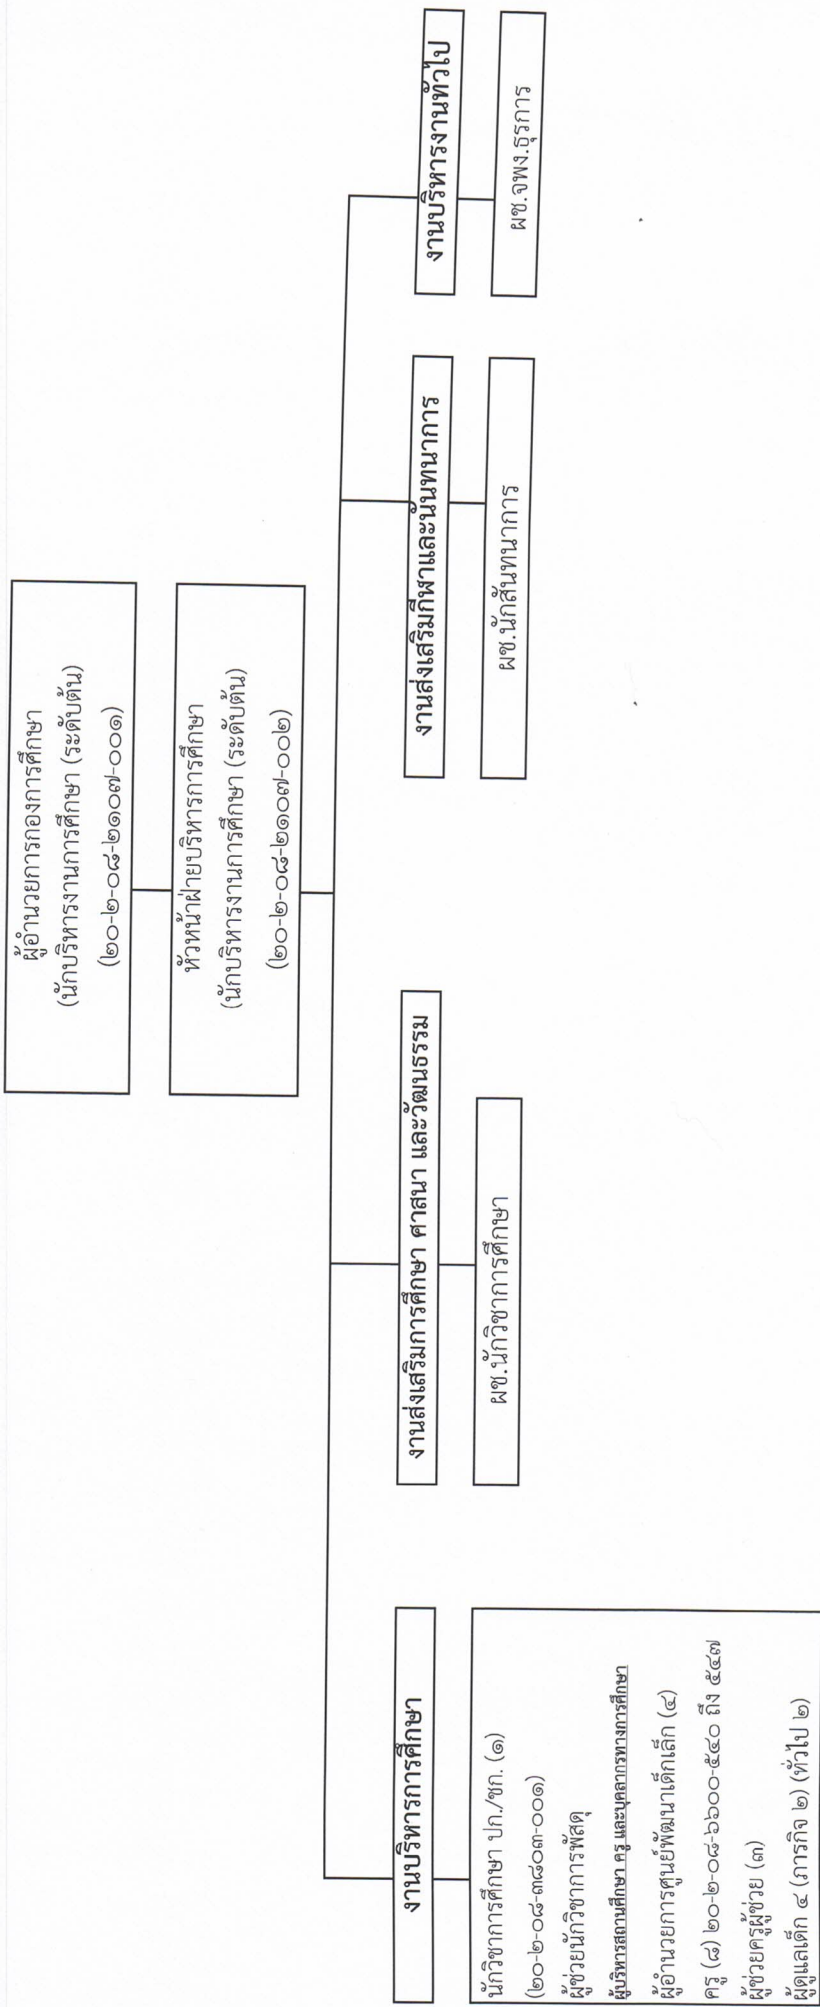 ผู้อำนวยการกองการศึกษา
(นักบริหารงานการศึกษา (ระดับต้น)
(๒๐-๒-๐๘-๒๑๐๗-๐๐๑)
หัวหน้าฝ่ายบริหารการศึกษา
(นักบริหารงานการศึกษา (ระดับต้น)
(๒๐-๒-๐๘-๒๑๐๗-๐๐๒)
งานบริหารการศึกษา
นักวิชาการศึกษา ปก./ชก. (๑)
(๒๐-๒-๐๘-๓๘๐๓-๐๐๑)
ผู้ช่วยนักวิชาการพัสดุ
ผู้บริหารสถานศึกษา ครู และบุคลากรทางการศึกษา
ผู้อำนวยการศูนย์พัฒนาเด็กเล็ก (๔)
ครู (๘) ๒๐-๒-๐๘-๖๖๐๐-๕๔๐ ถึง ๕๔๗
ผู้ช่วยครูผู้ช่วย (๓)
ผู้ดูแลเด็ก ๔ (ภารกิจ ๒) (ทั่วไป ๒)
งานส่งเสริมการศึกษา ศาสนา และวัฒนธรรม
ผช.นักวิชาการศึกษา
งานส่งเสริมกีฬาและนันทนาการ
ผช.นักสันทนาการ
งานบริหารงานทั่วไป
ผช.จพง.ธุรการ